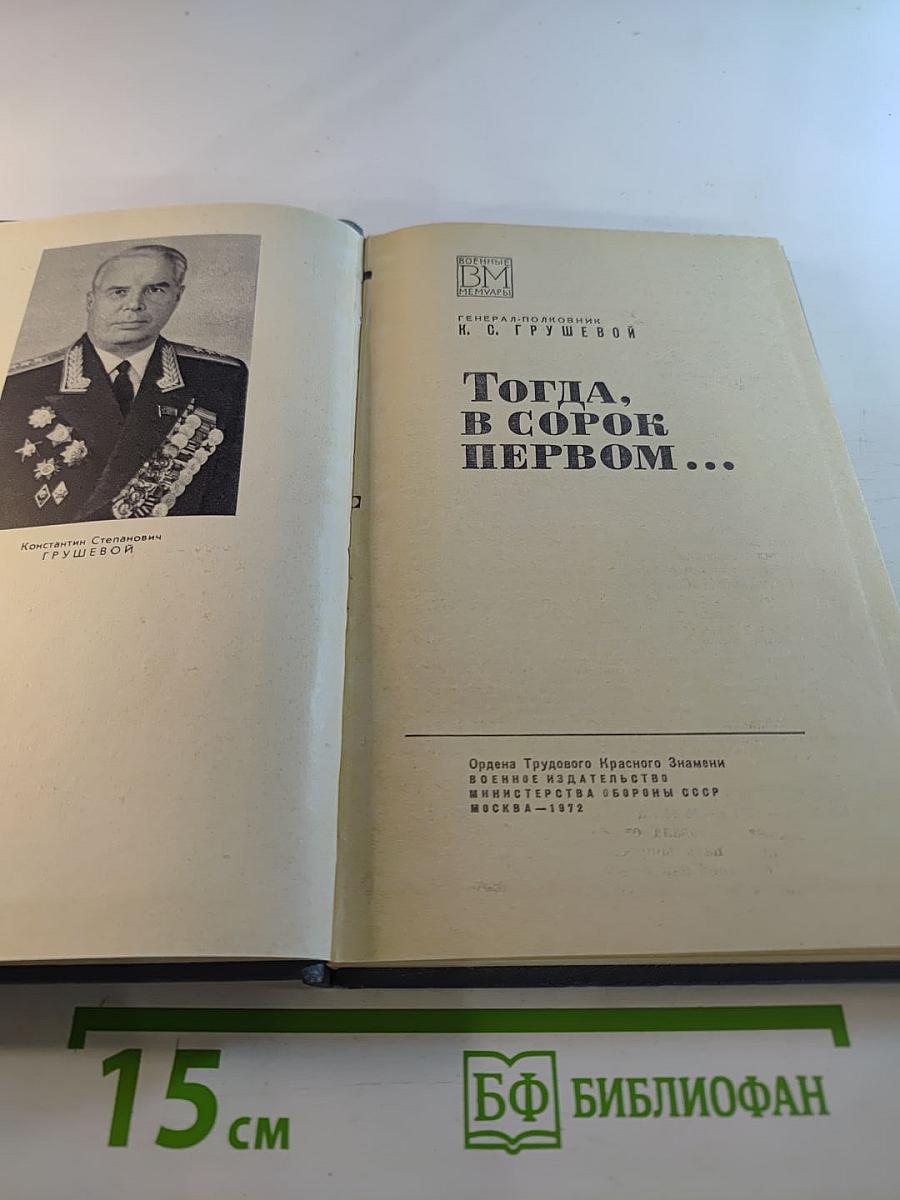 Константин Степанович
ГРУШЕВОЙ
ВОЕННЫЕ
ВМ
МЕМУАРЫ
ГЕНЕРАЛ-ПОЛКОВНИК
К. С. ГРУШЕВОЙ
ТОГДА,
В СОРОК
ПЕРВОМ...
Ордена Трудового Красного Знамени
ВОЕННОЕ ИЗДАТЕЛЬСТВО
МИНИСТЕРСТВА ОБОРОНЫ СССР
МОСКВА—1972
15 см
БФ БИБЛИОФАН